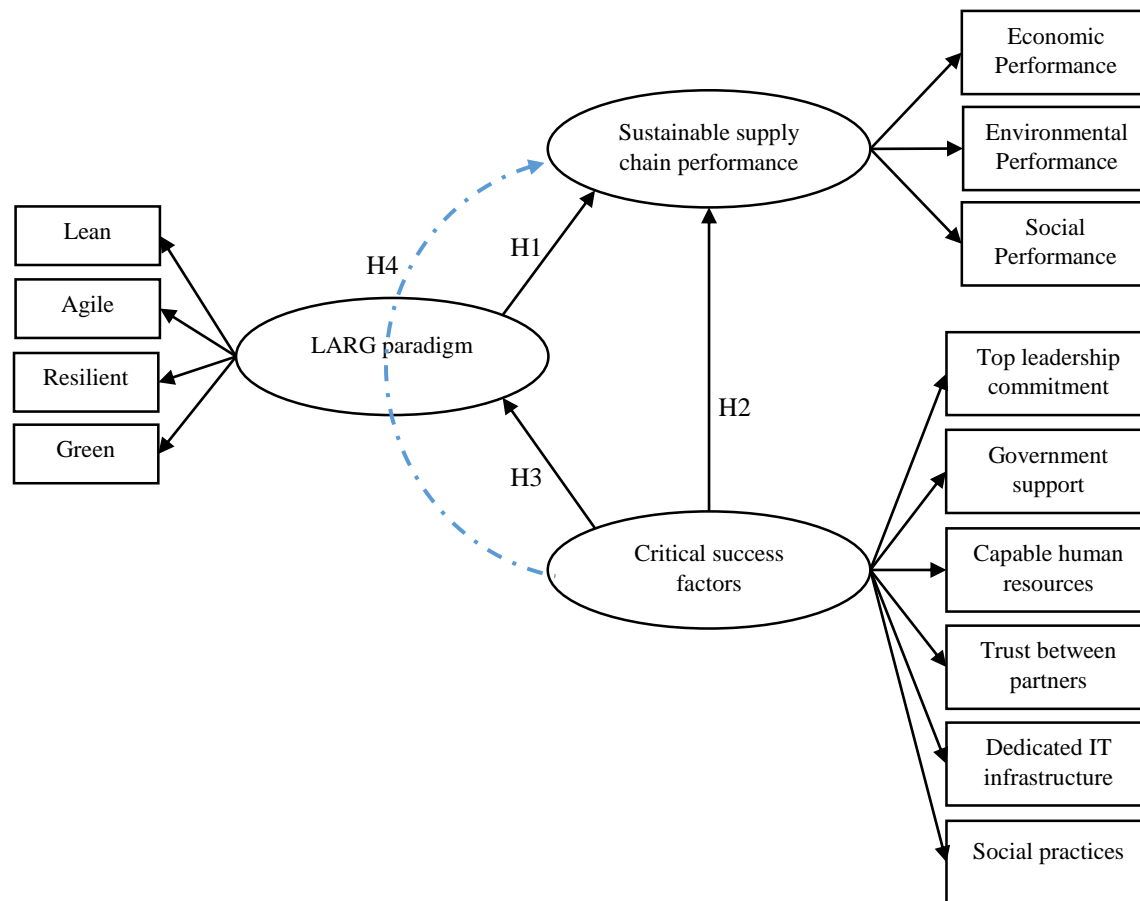 Economic
Performance
Sustainable supply
chain performance
Environmental
Performance
Social
Performance
Lean
Agile
Resilient
Green
H1
H4
LARG paradigm
H2
H3
Critical success
factors
Top leadership
commitment
Government
support
Capable human
resources
Trust between
partners
Dedicated IT
infrastructure
Social practices